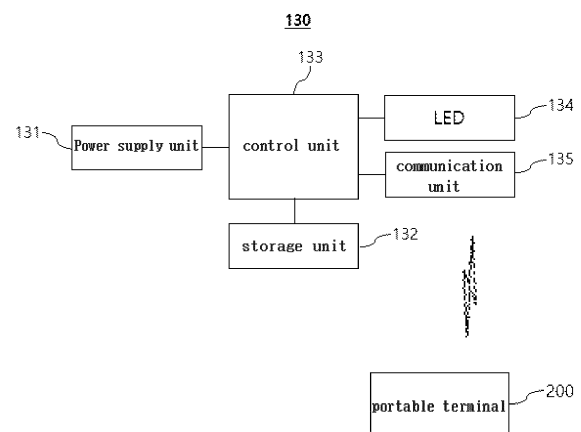 130
133
131
Power supply unit
control unit
LED
134
communication
unit
135
storage unit
132
portable terminal
200